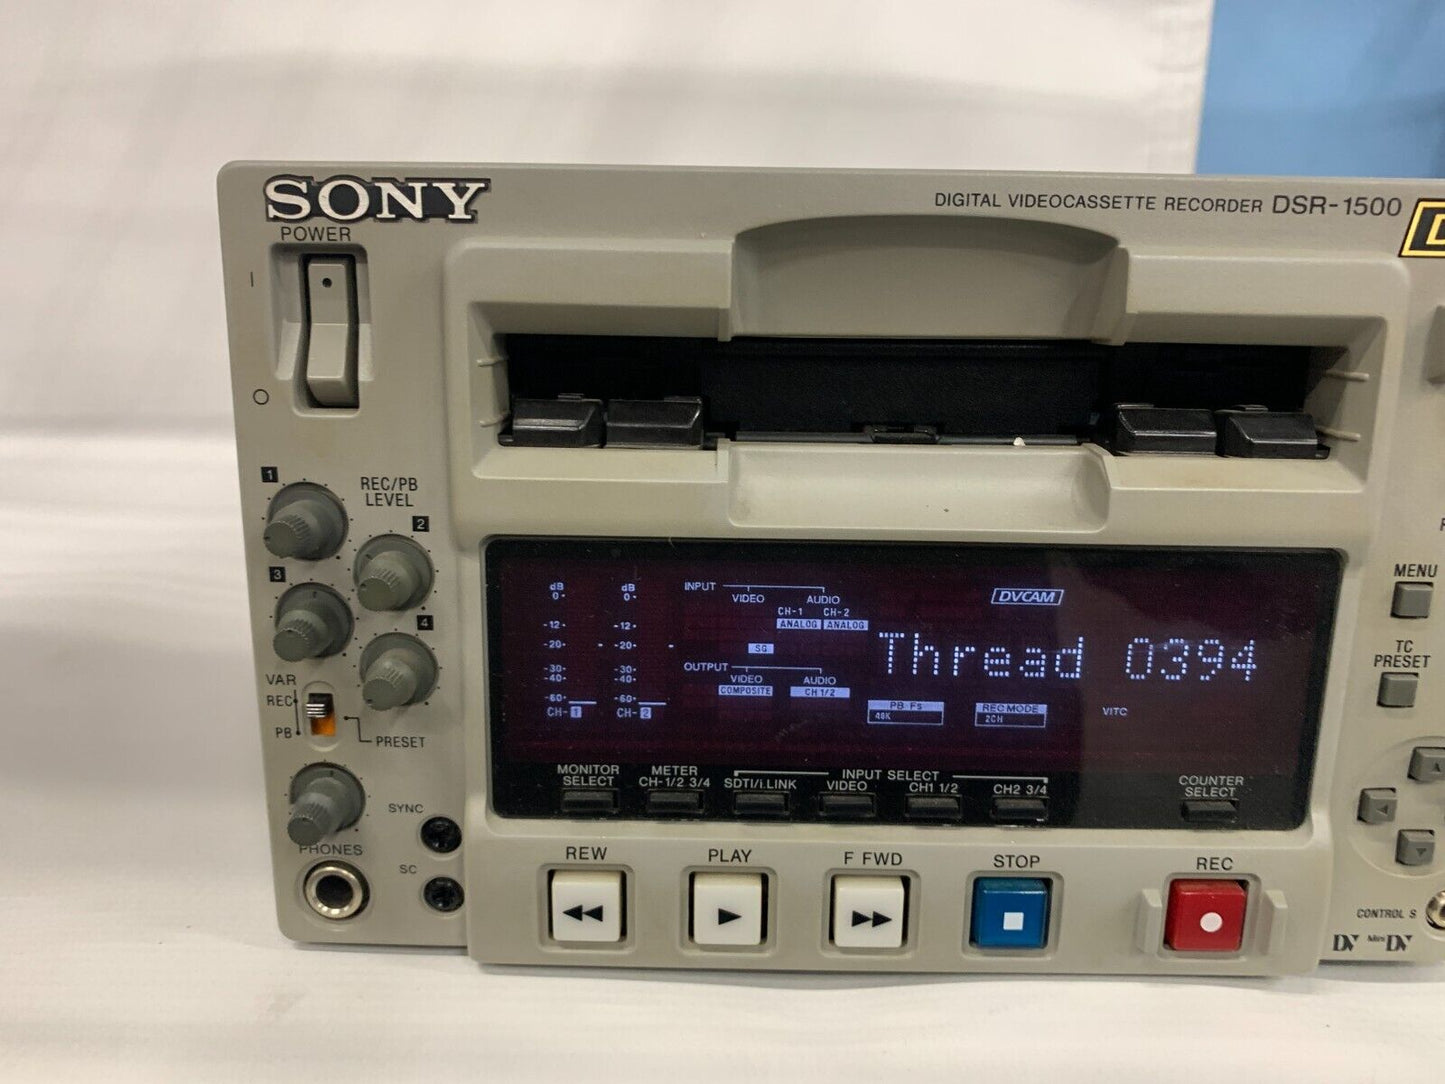 SONY
DIGITAL VIDEOCASSETTE RECORDER DSR-1500
POWER
I
O
1
REC/PB
LEVEL
2
3
4
VAR
REC
PB
PRESET
SYNC
PHONES
SC
dB dB
0 0
-12 -12
-20 -20
-30 -30
-40 -40
-60 -60
CH-1 CH-2
INPUT
VIDEO AUDIO
CH-1 CH-2
ANALOG ANALOG
SG
OUTPUT
VIDEO AUDIO
COMPOSITE CH 1/2
DVCAM
Thread 0394
PB Fs
48K
REC MODE
2CH
VITC
MONITOR
SELECT
METER
CH-1/2 3/4
INPUT SELECT
SDTI/i.LINK VIDEO CH1 1/2 CH2 3/4
COUNTER
SELECT
REW PLAY F FWD STOP REC
MENU
TC
PRESET
CONTROL S
DV Mini DV